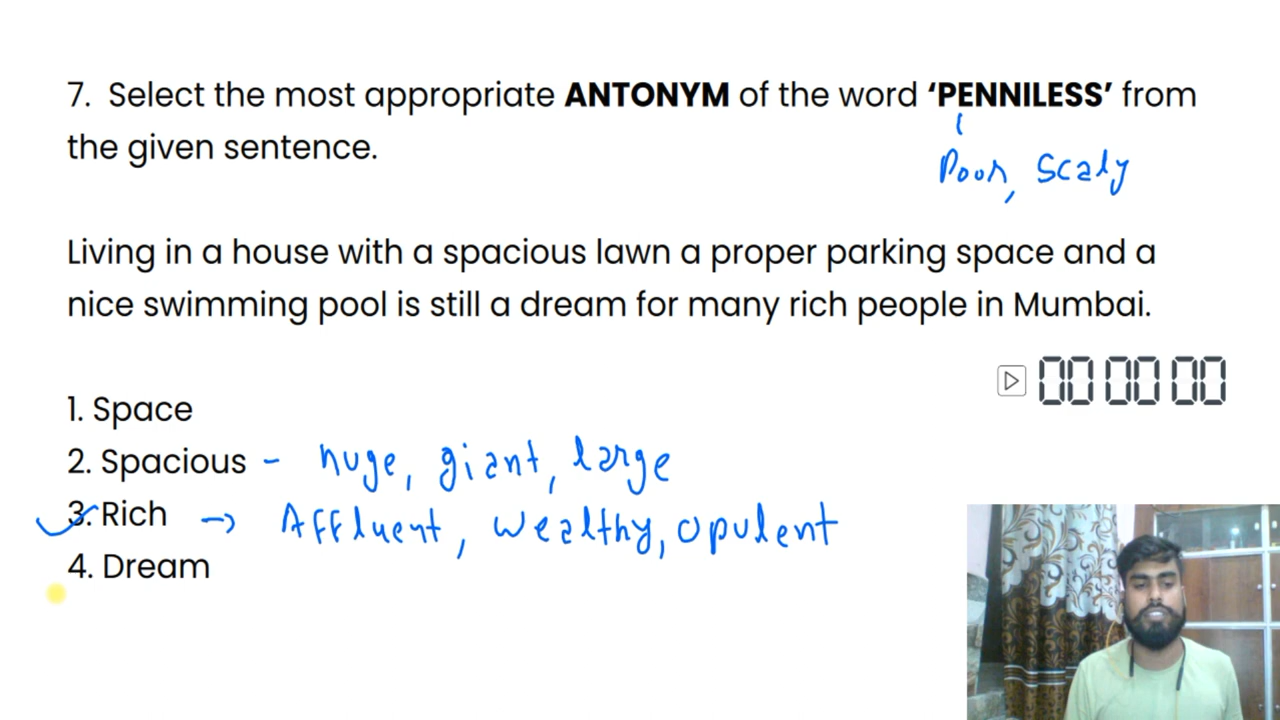 7. Select the most appropriate ANTONYM of the word ‘PENNILESS’ from
the given sentence.
Poor, Scaly
Living in a house with a spacious lawn a proper parking space and a
nice swimming pool is still a dream for many rich people in Mumbai.
00 00 00
1. Space
2. Spacious - huge, giant, large
3. Rich → Affluent, wealthy, opulent
4. Dream